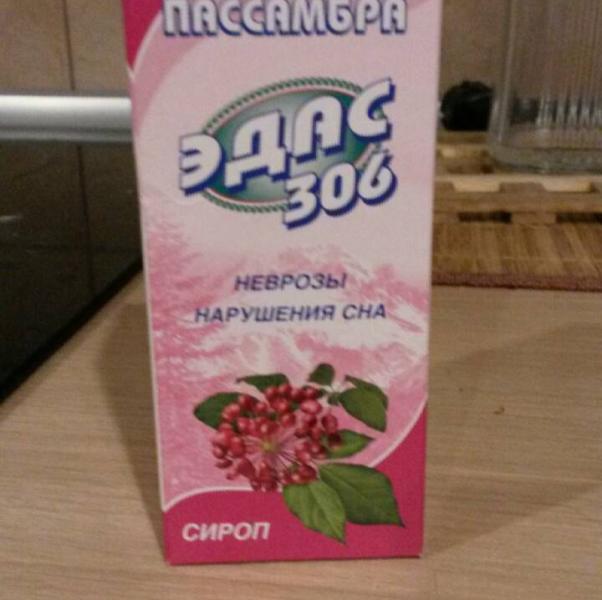 ПАССАМБРА
ЭДАС
306
НЕВРОЗЫ
НАРУШЕНИЯ СНА
СИРОП